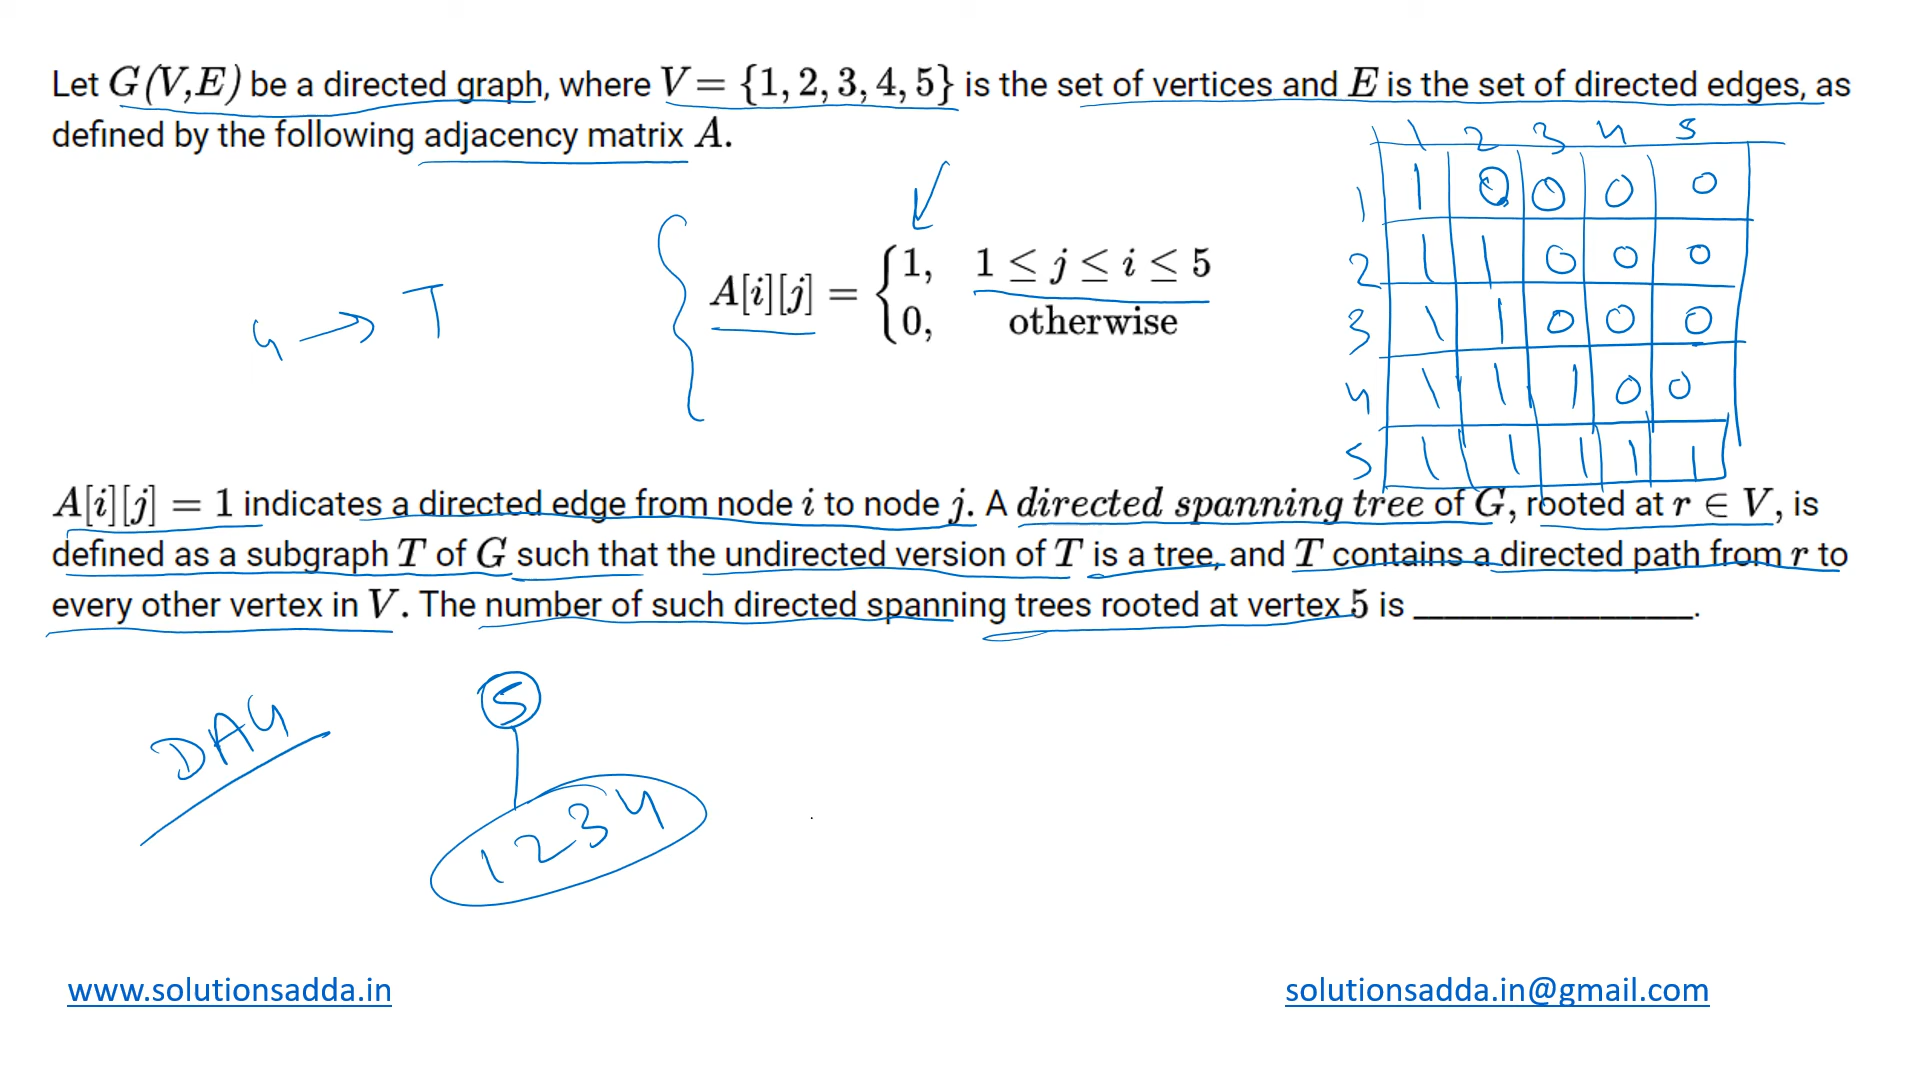 Let G(V,E) be a directed graph, where V = {1, 2, 3, 4, 5} is the set of vertices and E is the set of directed edges, as
defined by the following adjacency matrix A.
1 2 3 4 5
1 1 0 0 0 0
2 1 1 0 0 0
3 1 1 0 0 0
4 1 1 1 0 0
5 1 1 1 1 1
G → T
A[i][j] = { 1, 1 ≤ j ≤ i ≤ 5
0, otherwise
A[i][j] = 1 indicates a directed edge from node i to node j. A directed spanning tree of G, rooted at r ∈ V, is
defined as a subgraph T of G such that the undirected version of T is a tree, and T contains a directed path from r to
every other vertex in V. The number of such directed spanning trees rooted at vertex 5 is ________________.
DAG
5
1 2 3 4
www.solutionsadda.in
solutionsadda.in@gmail.com